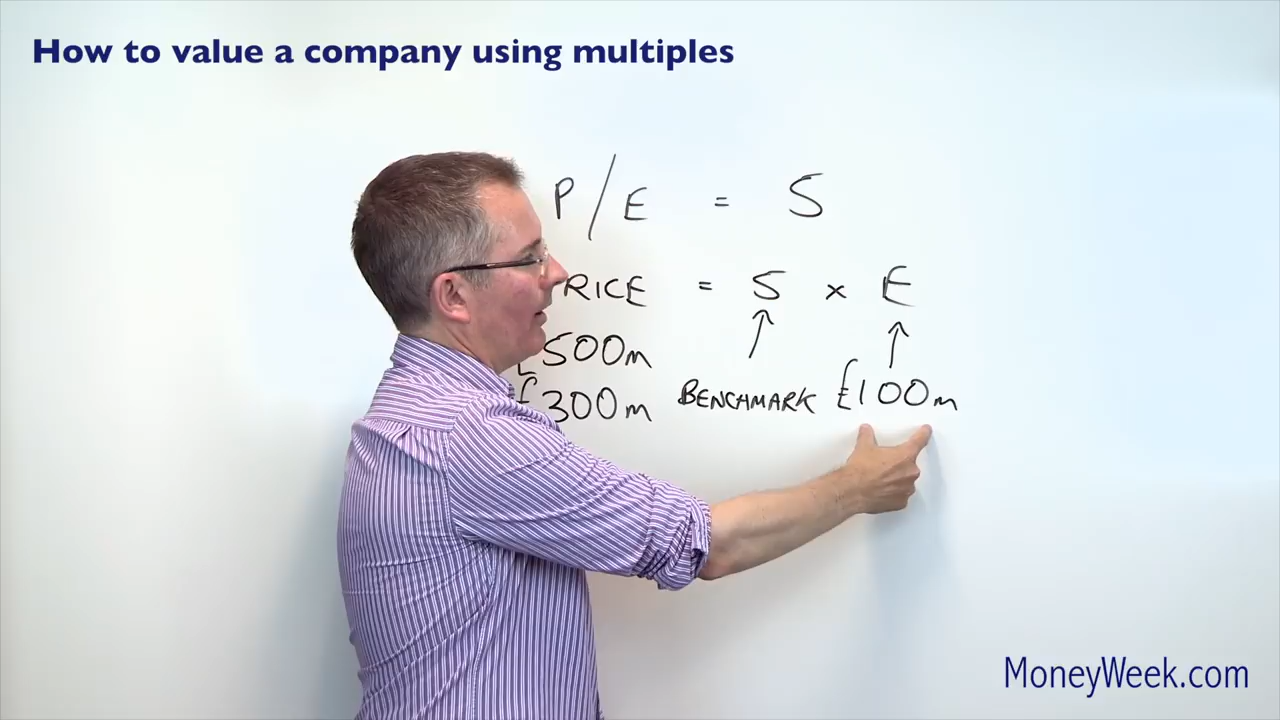 How to value a company using multiples
P/E = 5
RICE = 5 x E
£500m
£300m BENCHMARK £100m
MoneyWeek.com